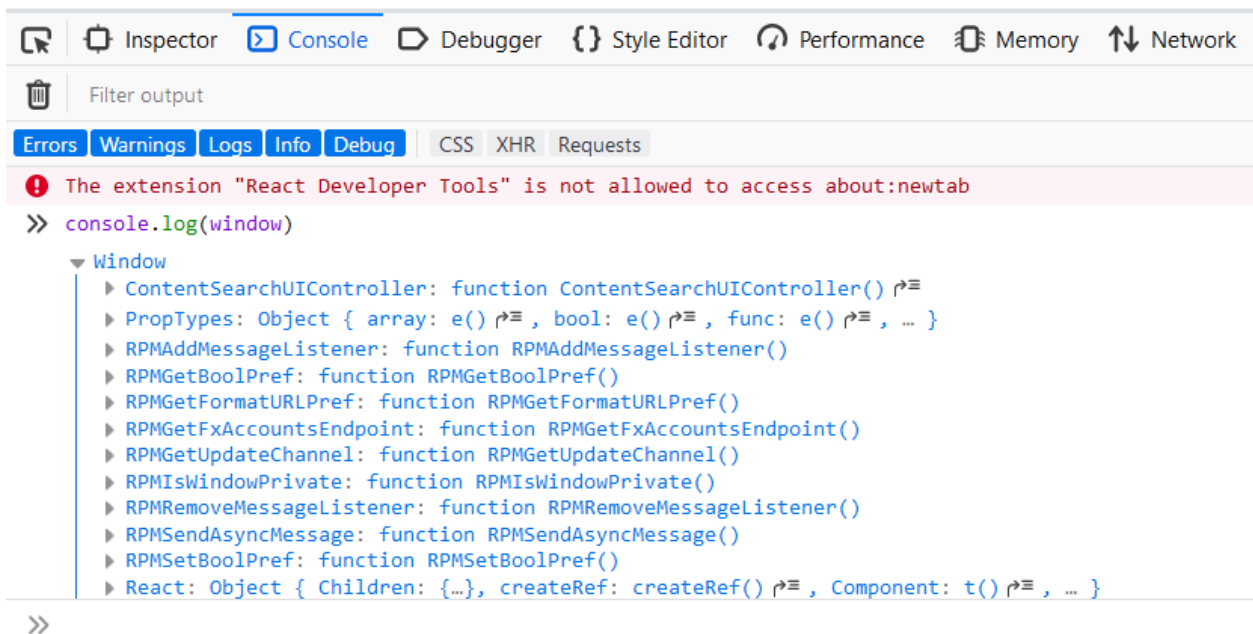 Inspector Console Debugger {} Style Editor Performance Memory Network
Filter output
Errors Warnings Logs Info Debug CSS XHR Requests
The extension "React Developer Tools" is not allowed to access about:newtab
>> console.log(window)
Window
ContentSearchUIController: function ContentSearchUIController()
PropTypes: Object { array: e() , bool: e() , func: e() , … }
RPMAddMessageListener: function RPMAddMessageListener()
RPMGetBoolPref: function RPMGetBoolPref()
RPMGetFormatURLPref: function RPMGetFormatURLPref()
RPMGetFxAccountsEndpoint: function RPMGetFxAccountsEndpoint()
RPMGetUpdateChannel: function RPMGetUpdateChannel()
RPMIsWindowPrivate: function RPMIsWindowPrivate()
RPMRemoveMessageListener: function RPMRemoveMessageListener()
RPMSendAsyncMessage: function RPMSendAsyncMessage()
RPMSetBoolPref: function RPMSetBoolPref()
React: Object { Children: {…}, createRef: createRef() , Component: t() , … }
>>